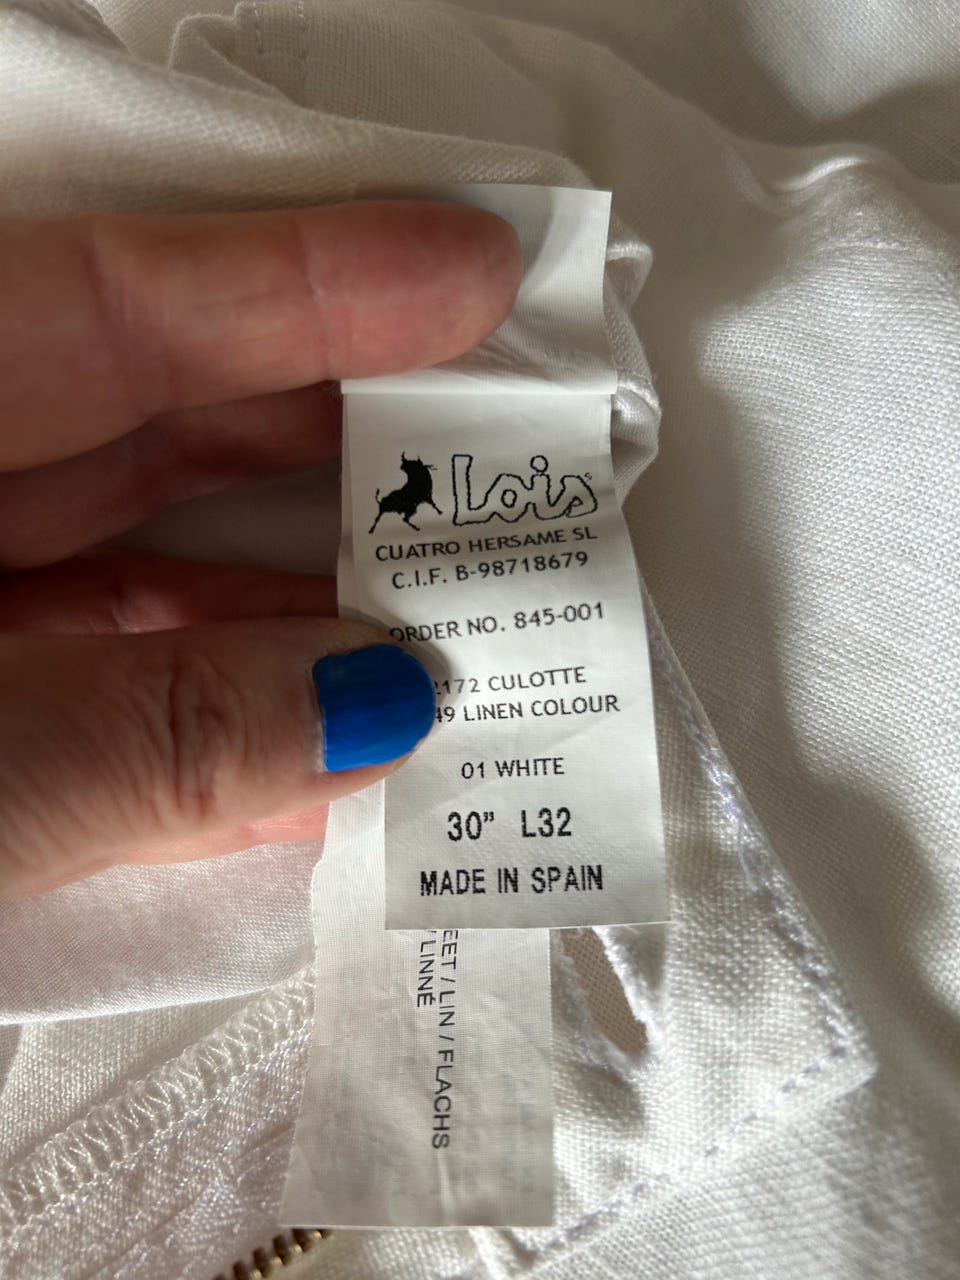 Lois
CUATRO HERSAME SL
C.I.F. B-98718679
ORDER NO. 845-001
CULOTTE
LINEN COLOUR
01 WHITE
30” L32
MADE IN SPAIN
/ LIN / FLACHS
LINNÉ